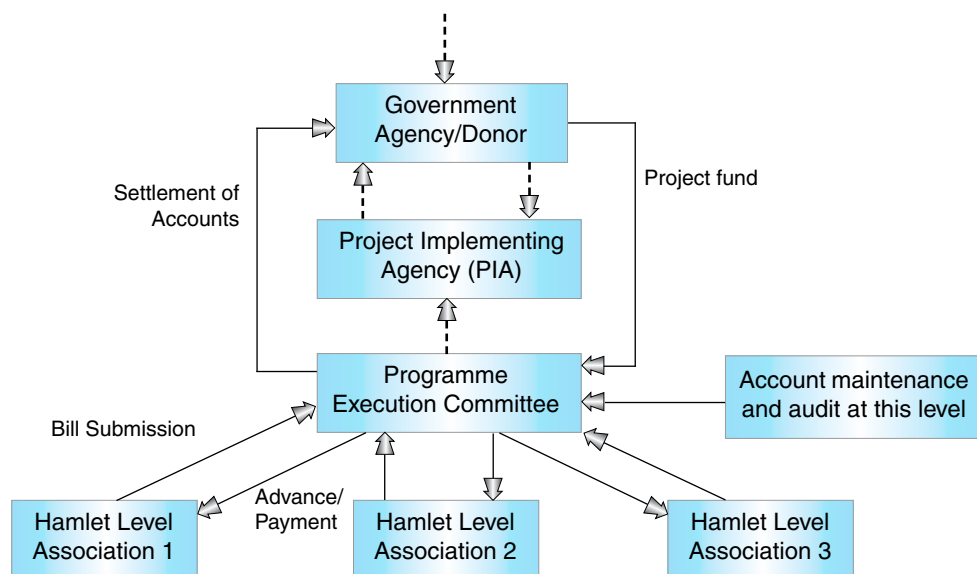 Government
Agency/Donor
Settlement of
Accounts
Project fund
Project Implementing
Agency (PIA)
Programme
Execution Committee
Account maintenance
and audit at this level
Bill Submission
Advance/
Payment
Hamlet Level
Association 1
Hamlet Level
Association 2
Hamlet Level
Association 3